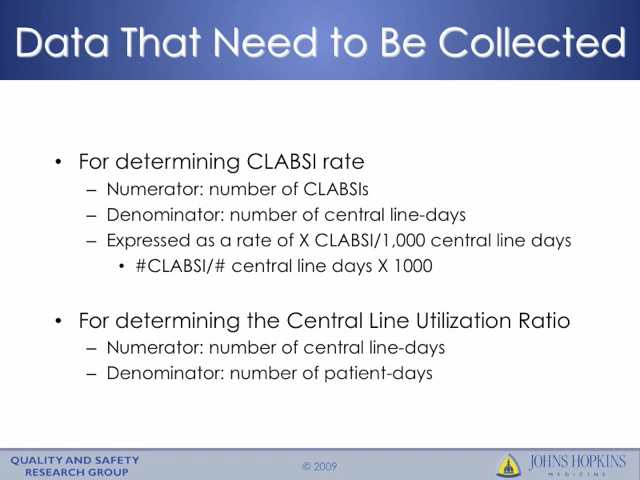 Data That Need to Be Collected
• For determining CLABSI rate
– Numerator: number of CLABSIs
– Denominator: number of central line-days
– Expressed as a rate of X CLABSI/1,000 central line days
• #CLABSI/# central line days X 1000
• For determining the Central Line Utilization Ratio
– Numerator: number of central line-days
– Denominator: number of patient-days
QUALITY AND SAFETY
RESEARCH GROUP
© 2009
JOHNS HOPKINS
MEDICINE